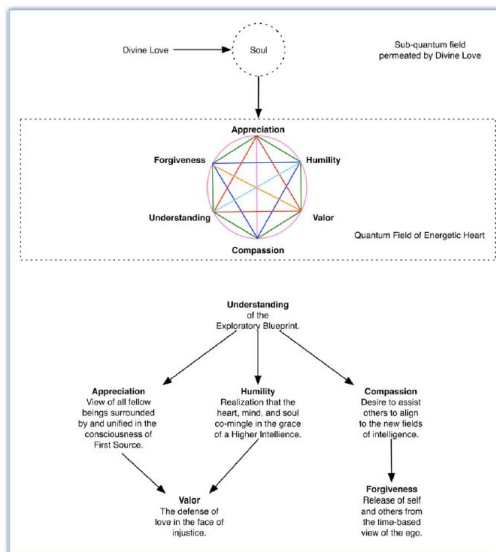 Divine Love
Soul
Sub-quantum field
permeated by Divine Love
Appreciation
Forgiveness
Humility
Understanding
Valor
Compassion
Quantum Field of Energetic Heart
Understanding
of the
Exploratory Blueprint.
Appreciation
View of all fellow
beings surrounded
by and unified in the
consciousness of
First Source.
Humility
Realization that the
heart, mind, and soul
co-mingle in the grace
of a Higher Intellience.
Compassion
Desire to assist
others to align
to the new fields
of intelligence.
Valor
The defense of
love in the face of
injustice.
Forgiveness
Release of self
and others from
the time-based
view of the ego.